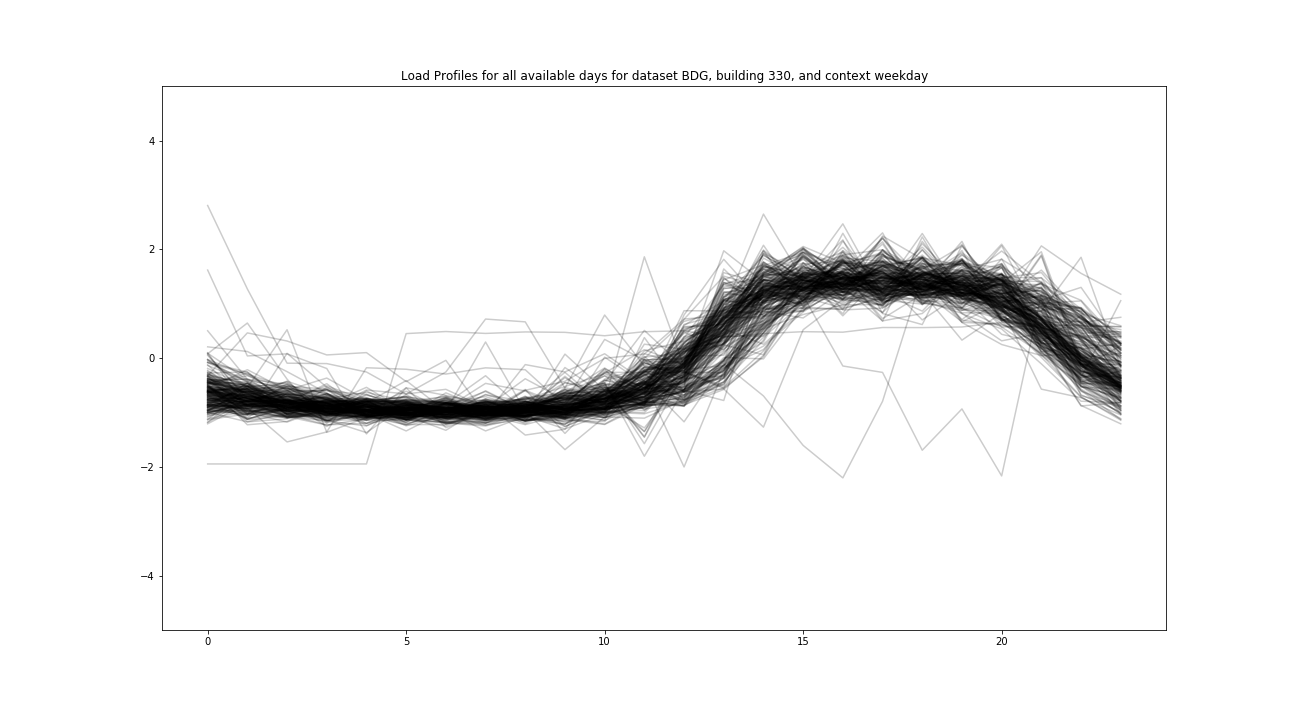 Load Profiles for all available days for dataset BDG, building 330, and context weekday
4
2
0
−2
−4
0 5 10 15 20